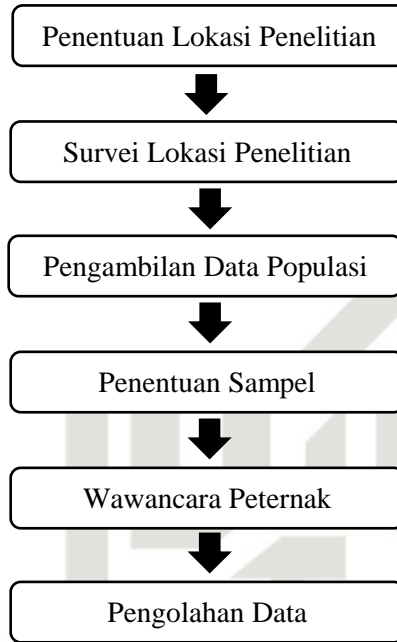 Penentuan Lokasi Penelitian
Survei Lokasi Penelitian
Pengambilan Data Populasi
Penentuan Sampel
Wawancara Peternak
Pengolahan Data